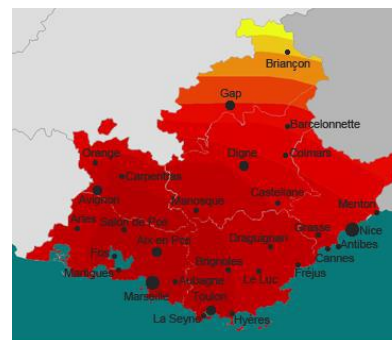 Briançon
Gap
Barcelonnette
Orange
Digne
Colmars
Carpentras
Avignon
Manosque
Castellane
Menton
Arles
Salon-de-Pce
Grasse
Nice
Aix en Pce
Draguignan
Antibes
Fos
Cannes
Martigues
Brignoles
Fréjus
Aubagne
Le Luc
Marseille
Toulon
La Seyne
Hyères